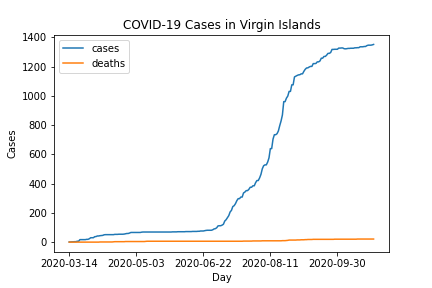 COVID-19 Cases in Virgin Islands
1400
1200
1000
800
600
400
200
0
Cases
cases
deaths
2020-03-14 2020-05-03 2020-06-22 2020-08-11 2020-09-30
Day